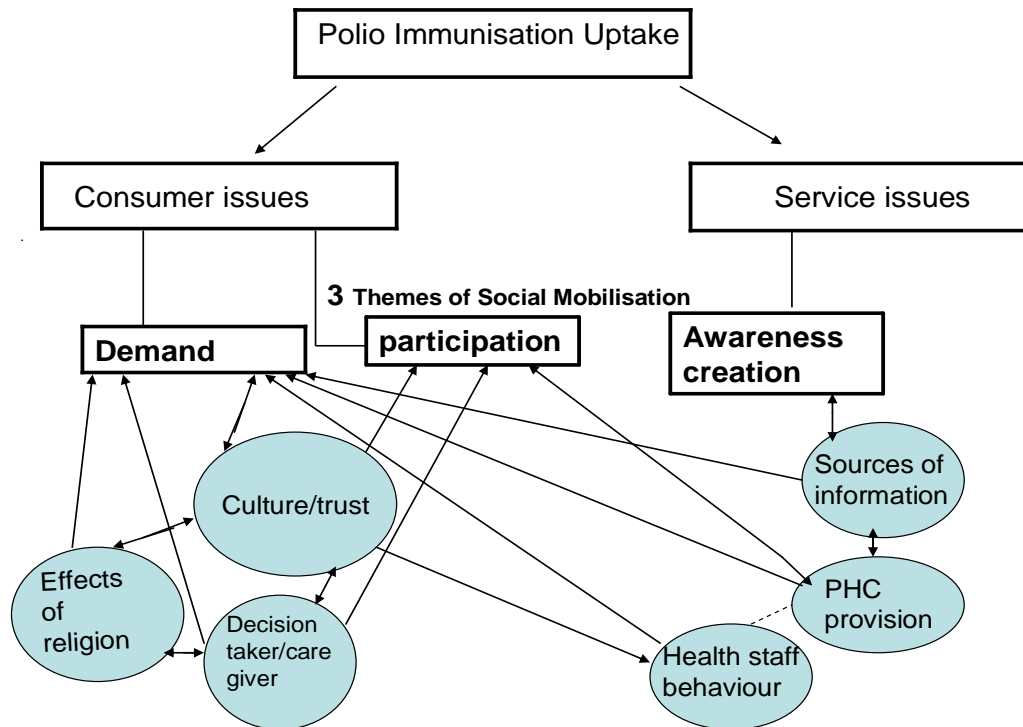 Polio Immunisation Uptake
Consumer issues
Service issues
3 Themes of Social Mobilisation
Demand
participation
Awareness
creation
Culture/trust
Sources of
information
Effects
of
religion
Decision
taker/care
giver
Health staff
behaviour
PHC
provision